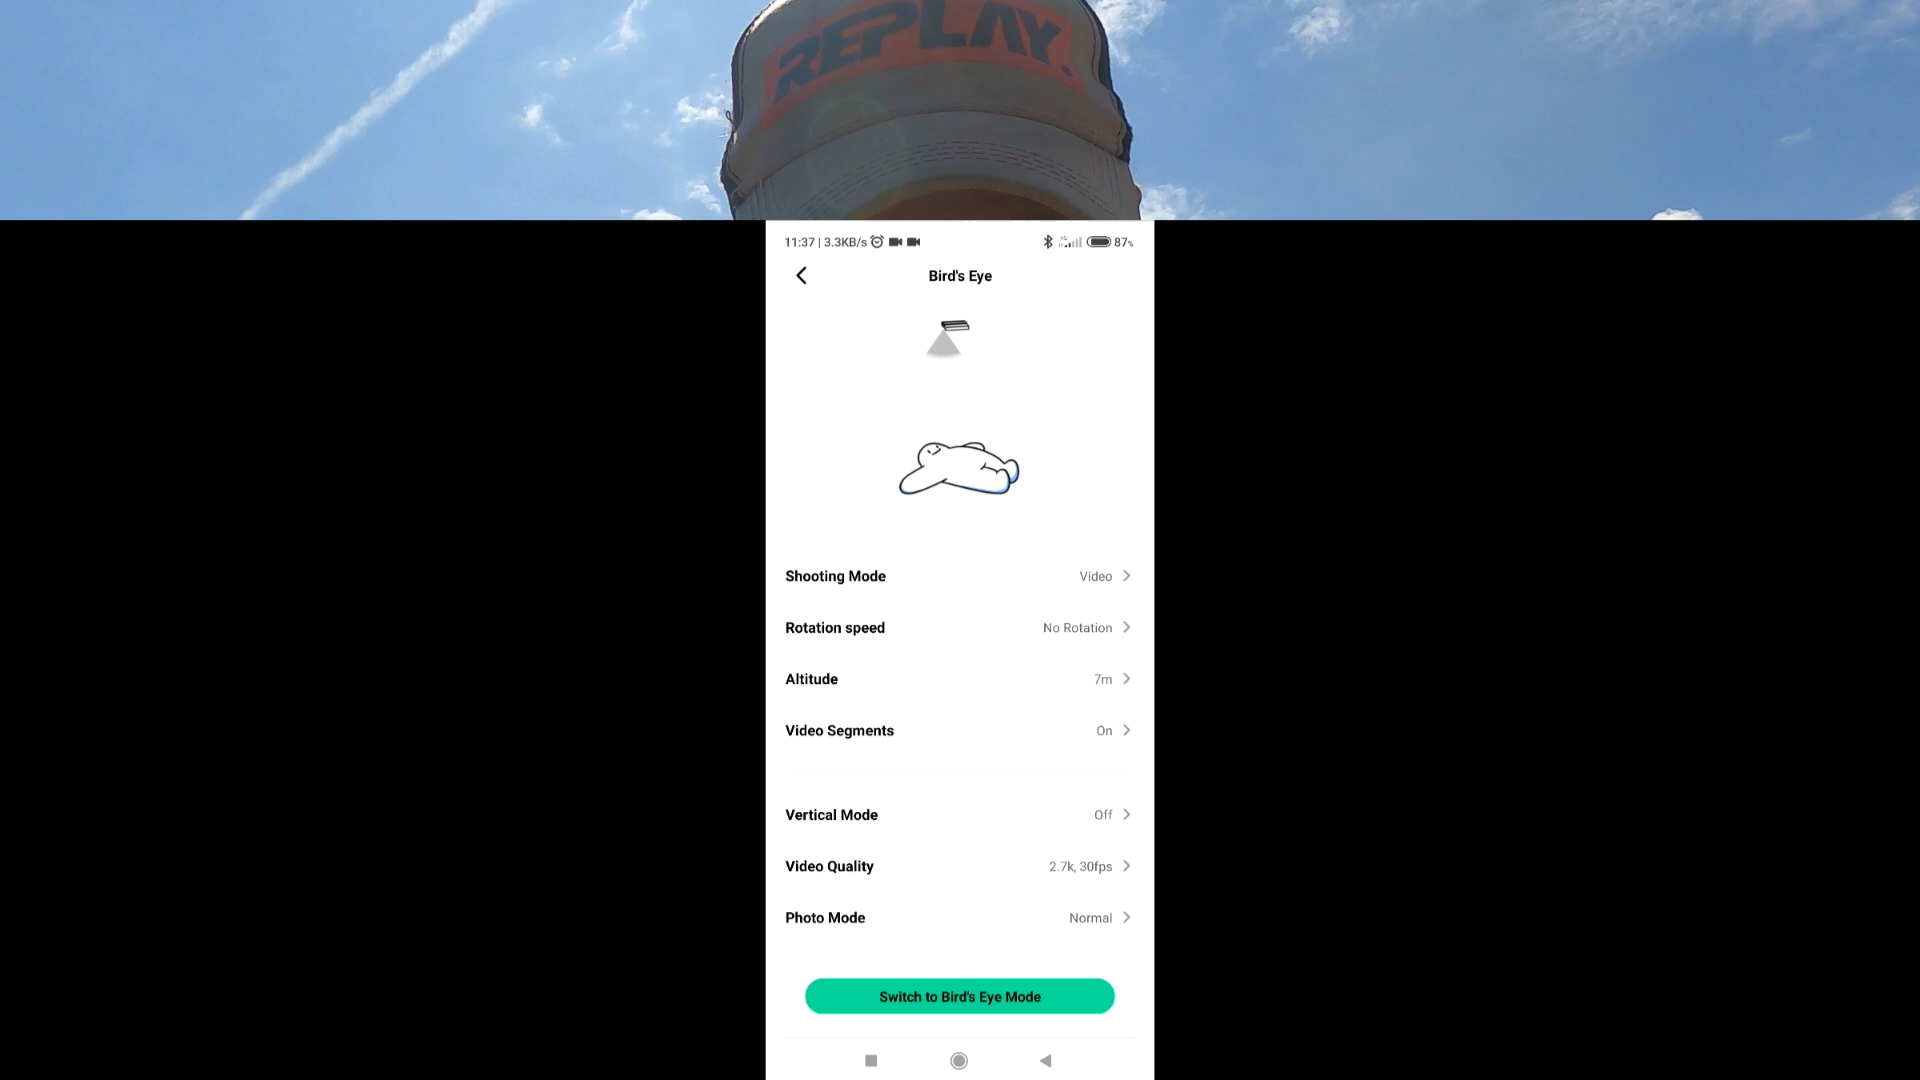 REPLAY.
11:37 | 3.3KB/s 87%
Bird's Eye
Shooting Mode Video
Rotation speed No Rotation
Altitude 7m
Video Segments On
Vertical Mode Off
Video Quality 2.7k, 30fps
Photo Mode Normal
Switch to Bird's Eye Mode